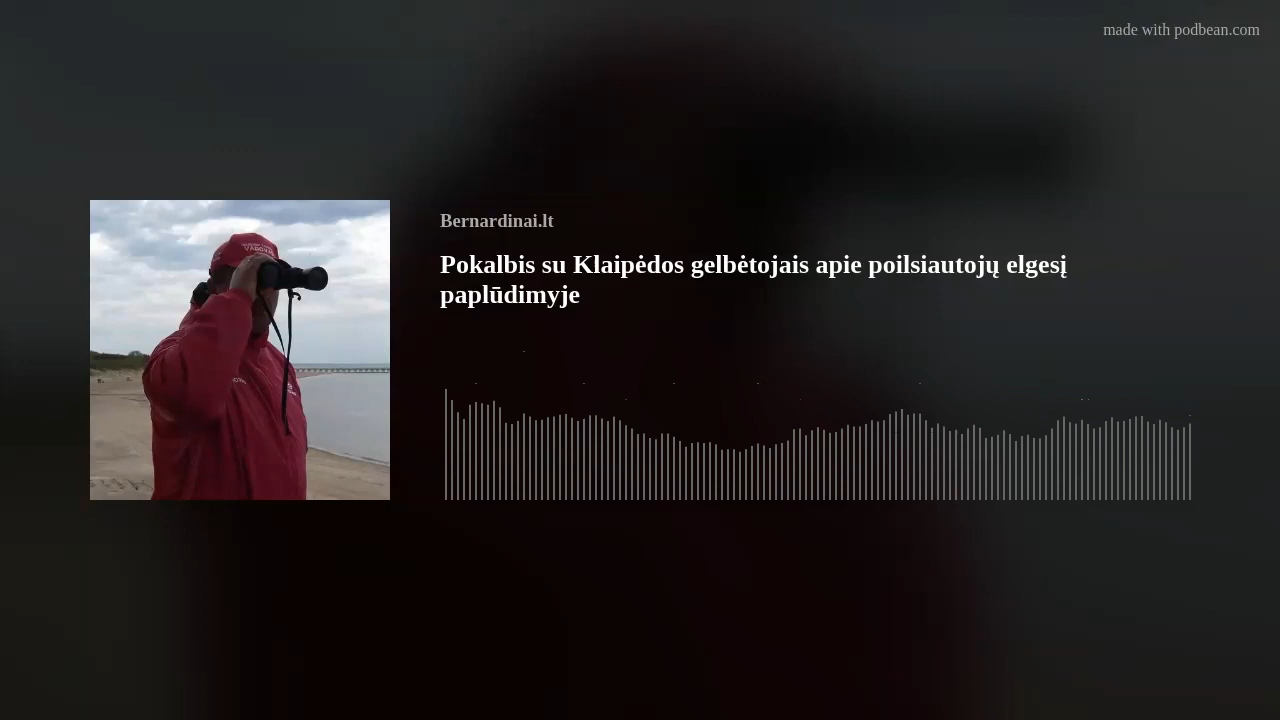 made with podbean.com
Bernardinai.lt
Pokalbis su Klaipėdos gelbėtojais apie poilsiautojų elgesį
paplūdimyje